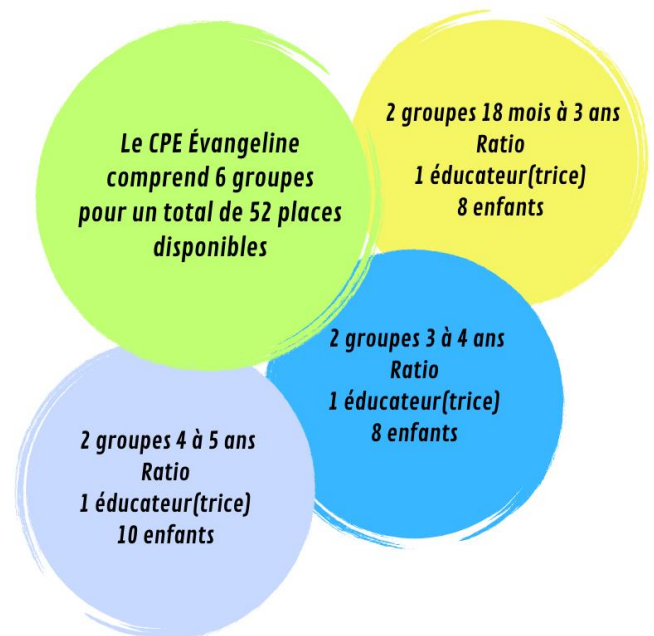 Le CPE Évangeline
comprend 6 groupes
pour un total de 52 places
disponibles
2 groupes 18 mois à 3 ans
Ratio
1 éducateur(trice)
8 enfants
2 groupes 3 à 4 ans
Ratio
1 éducateur(trice)
8 enfants
2 groupes 4 à 5 ans
Ratio
1 éducateur(trice)
10 enfants